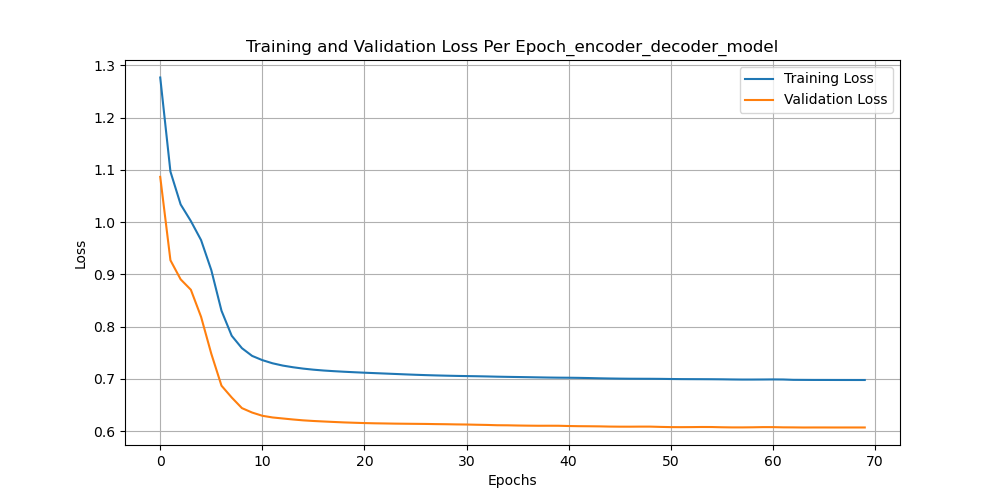 Training and Validation Loss Per Epoch_encoder_decoder_model
Training Loss
Validation Loss
1.3
1.2
1.1
1.0
0.9
0.8
0.7
0.6
Loss
0 10 20 30 40 50 60 70
Epochs